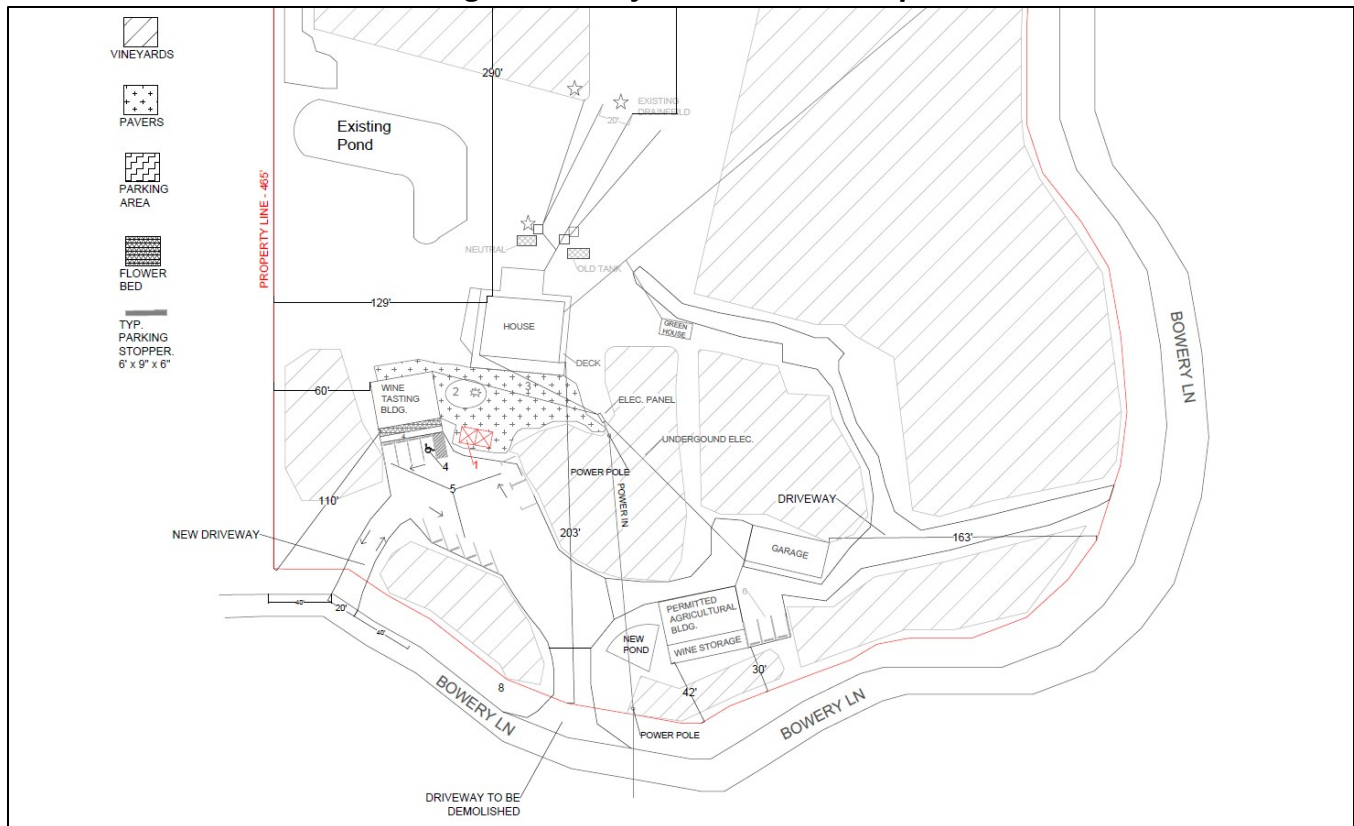 VINEYARDS
PAVERS
PARKING
AREA
FLOWER
BED
TYP.
PARKING
STOPPER.
6' x 9" x 6"
290'
EXISTING
DRAINFEILD
20'
Existing
Pond
PROPERTY LINE - 465'
NEUTRAL
OLD TANK
129'
HOUSE
GREEN
HOUSE
DECK
BOWERY LN
60'
WINE
TASTING
BLDG.
2
3
ELEC. PANEL
UNDERGOUND ELEC.
4
1
4
5
POWER POLE
POWER IN
110'
DRIVEWAY
NEW DRIVEWAY
203'
GARAGE
163'
40'
20'
40'
6
PERMITTED
AGRICULTURAL
BLDG.
WINE STORAGE
NEW
POND
30'
42'
8
BOWERY LN
BOWERY LN
POWER POLE
DRIVEWAY TO BE
DEMOLISHED